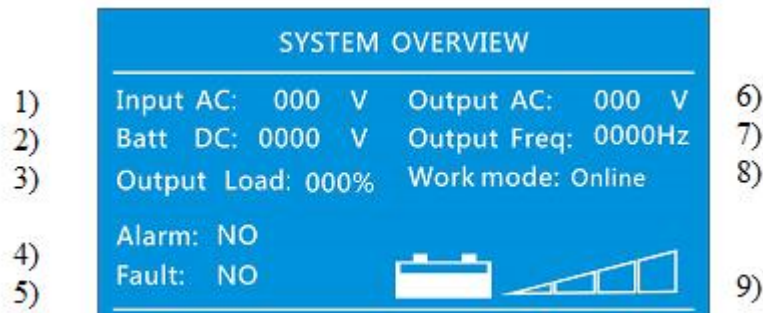 SYSTEM OVERVIEW
1) Input AC: 000 V Output AC: 000 V 6)
2) Batt DC: 0000 V Output Freq: 0000Hz 7)
3) Output Load: 000% Work mode: Online 8)
4) Alarm: NO
5) Fault: NO 9)